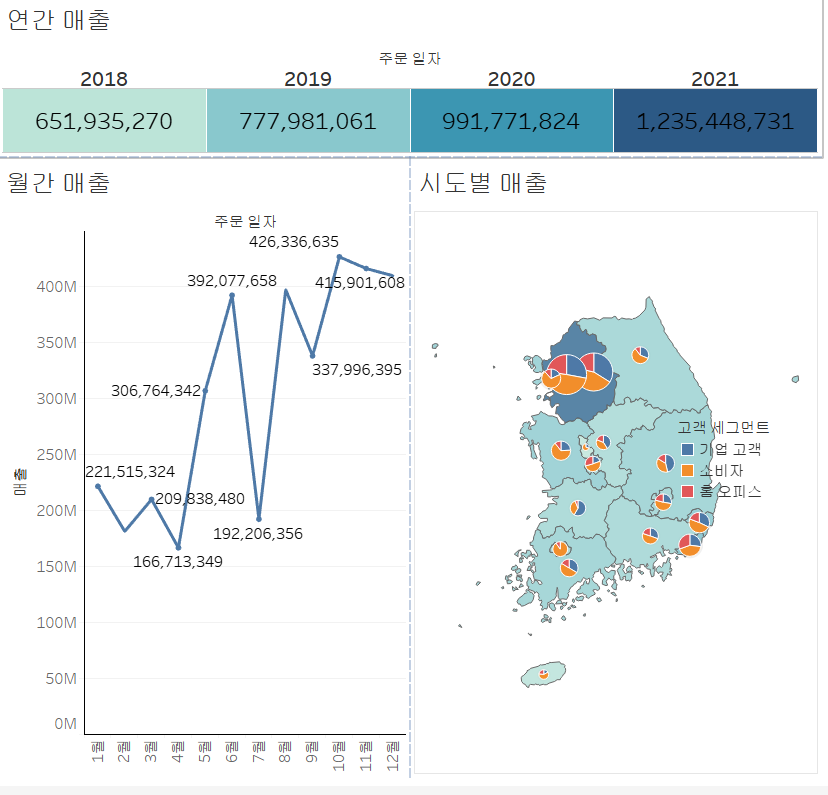 연간 매출
주문 일자
2018 2019 2020 2021
651,935,270 777,981,061 991,771,824 1,235,448,731
월간 매출
주문 일자
매출
400M
350M
300M
250M
200M
150M
100M
50M
0M
221,515,324
209,838,480
166,713,349
306,764,342
392,077,658
192,206,356
337,996,395
426,336,635
415,901,608
1월 2월 3월 4월 5월 6월 7월 8월 9월 10월 11월 12월
시도별 매출
고객 세그먼트
기업 고객
소비자
홈 오피스